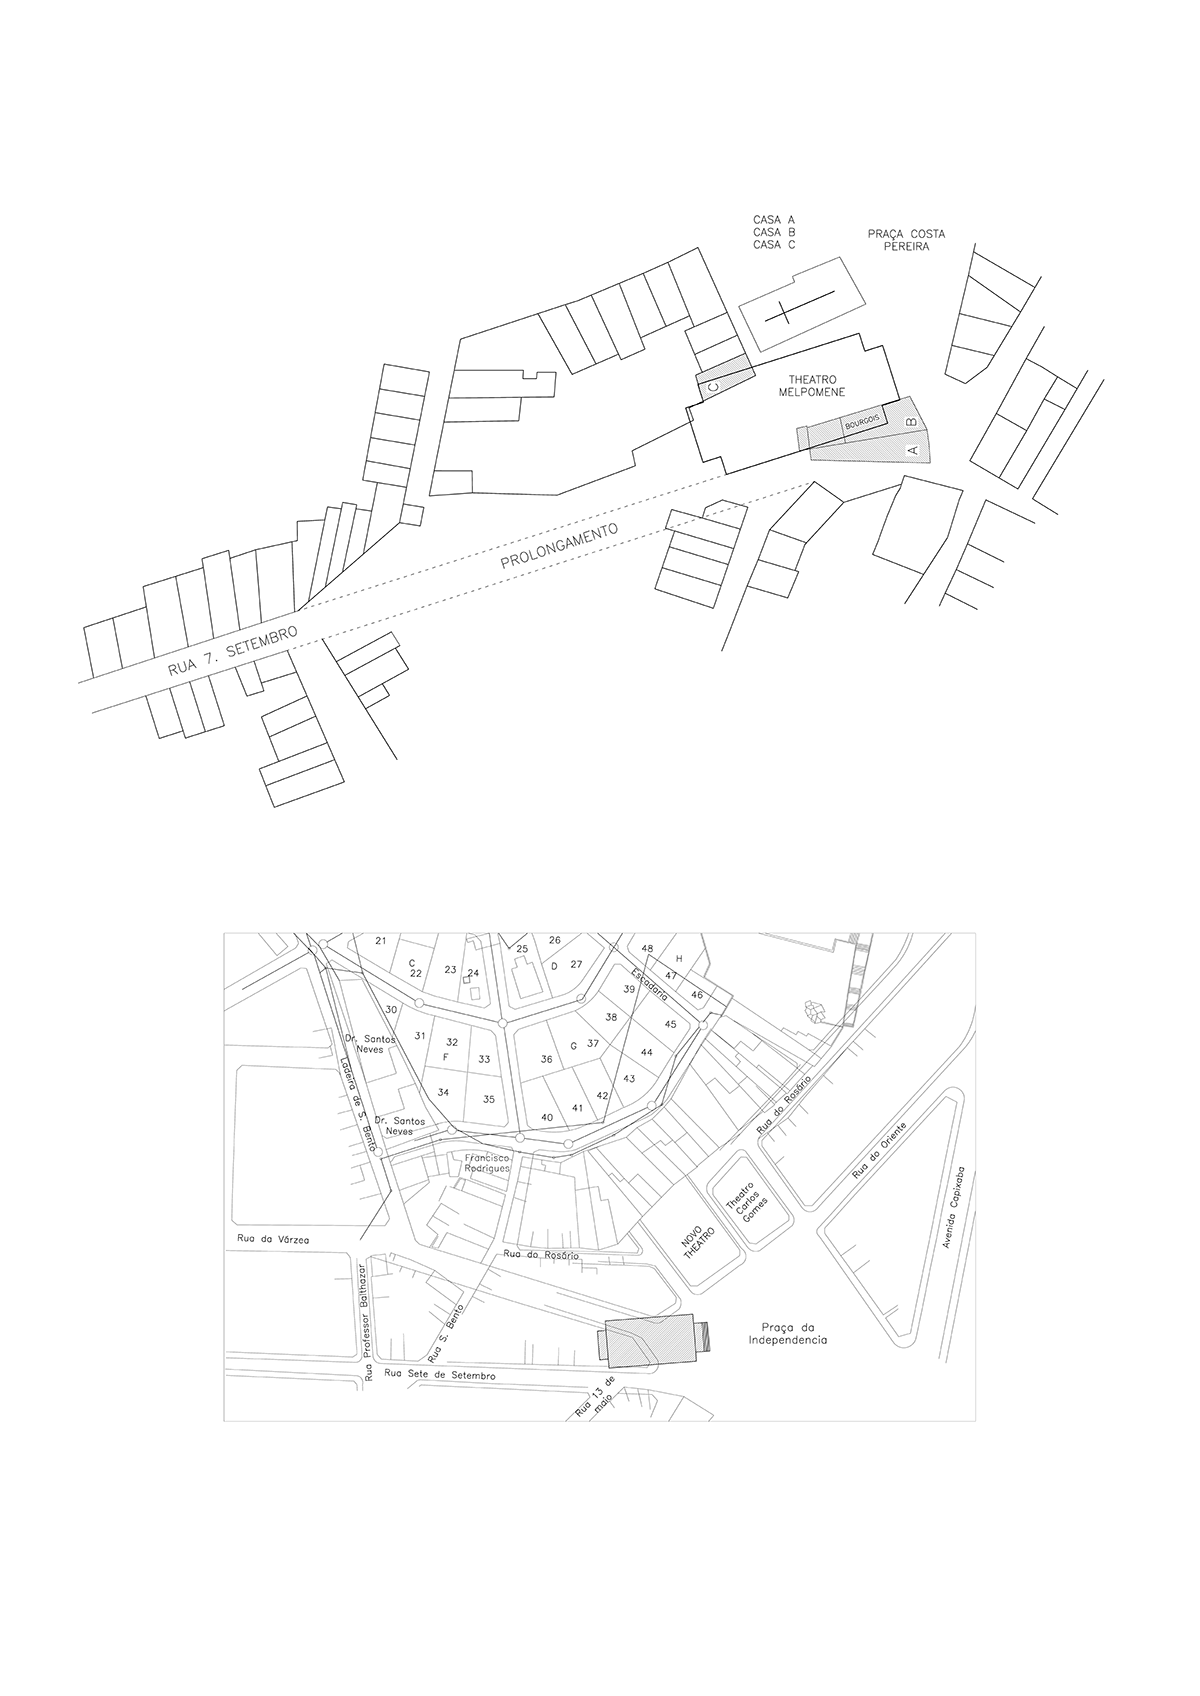 CASA A
CASA B
CASA C
PRAÇA COSTA
PEREIRA
THEATRO
MELPOMENE
C
BOURGOIS
B
A
PROLONGAMENTO
RUA 7. SETEMBRO
21
C
22
23
24
25
26
D
27
48
H
47
46
Escadaria
39
38
45
30
31
32
F
33
36
G
37
44
43
42
34
35
40
41
Dr. Santos
Neves
Ladeira de S. Bento
Dr. Santos
Neves
Francisco
Rodrigues
Rua do Rosário
Rua do Oriente
Avenida Capixaba
Theatro
Carlos
Gomes
NOVO
THEATRO
Rua da Várzea
Rua do Rosário
Rua Professor Balthazar
Rua S. Bento
Praça da
Independencia
Rua Sete de Setembro
Rua 13 de
maio